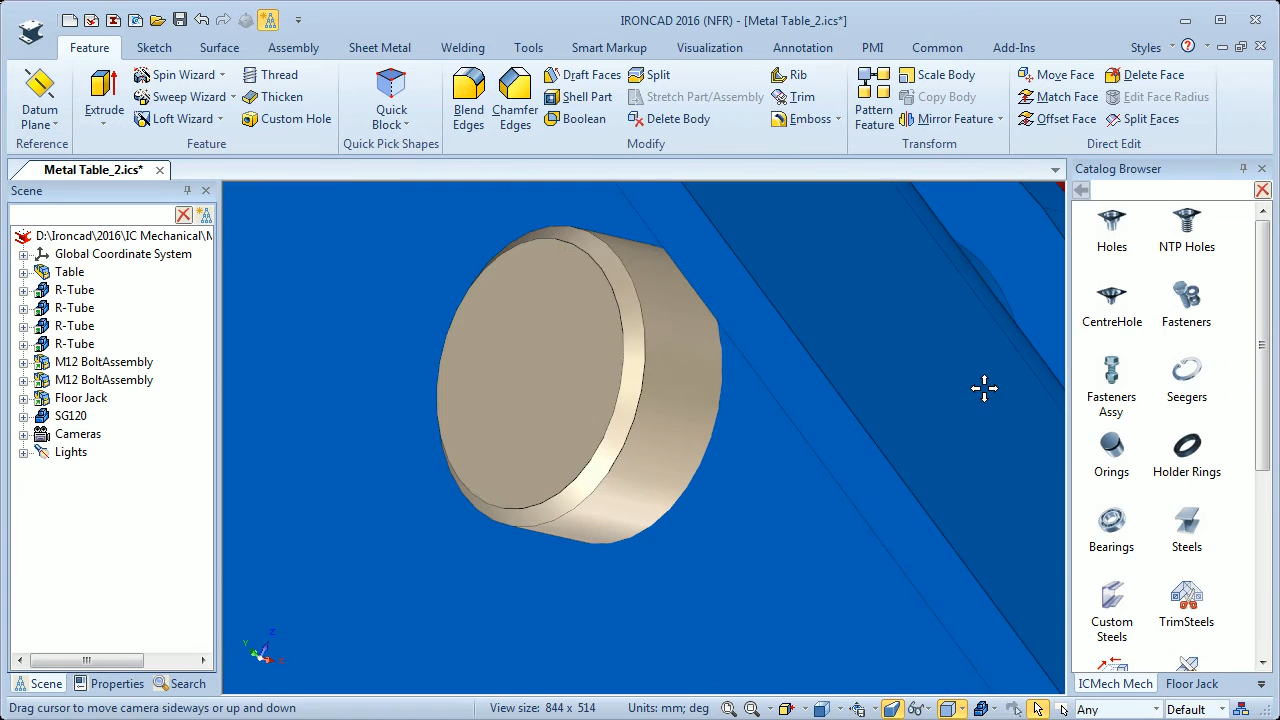 IRONCAD 2016 (NFR) - [Metal Table_2.ics*]
Feature Sketch Surface Assembly Sheet Metal Welding Tools Smart Markup Visualization Annotation PMI Common Add-Ins Styles
Datum Plane
Extrude
Spin Wizard
Sweep Wizard
Loft Wizard
Thread
Thicken
Custom Hole
Quick Block
Blend Edges
Chamfer Edges
Draft Faces
Shell Part
Boolean
Split
Stretch Part/Assembly
Delete Body
Rib
Trim
Emboss
Pattern Feature
Scale Body
Copy Body
Mirror Feature
Move Face
Match Face
Offset Face
Delete Face
Edit Face Radius
Split Faces
Reference Feature Quick Pick Shapes Modify Transform Direct Edit
Metal Table_2.ics*
Scene
D:\Ironcad\2016\IC Mechanical\M
Global Coordinate System
Table
R-Tube
R-Tube
R-Tube
R-Tube
M12 BoltAssembly
M12 BoltAssembly
Floor Jack
SG120
Cameras
Lights
Scene Properties Search
Z
Y
X
Catalog Browser
Holes NTP Holes
CentreHole Fasteners
Fasteners Assy
Seegers
Orings Holder Rings
Bearings Steels
Custom Steels
TrimSteels
ICMech Mech Floor Jack
Drag cursor to move camera sideways or up and down View size: 844 x 514 Units: mm; deg Any Default